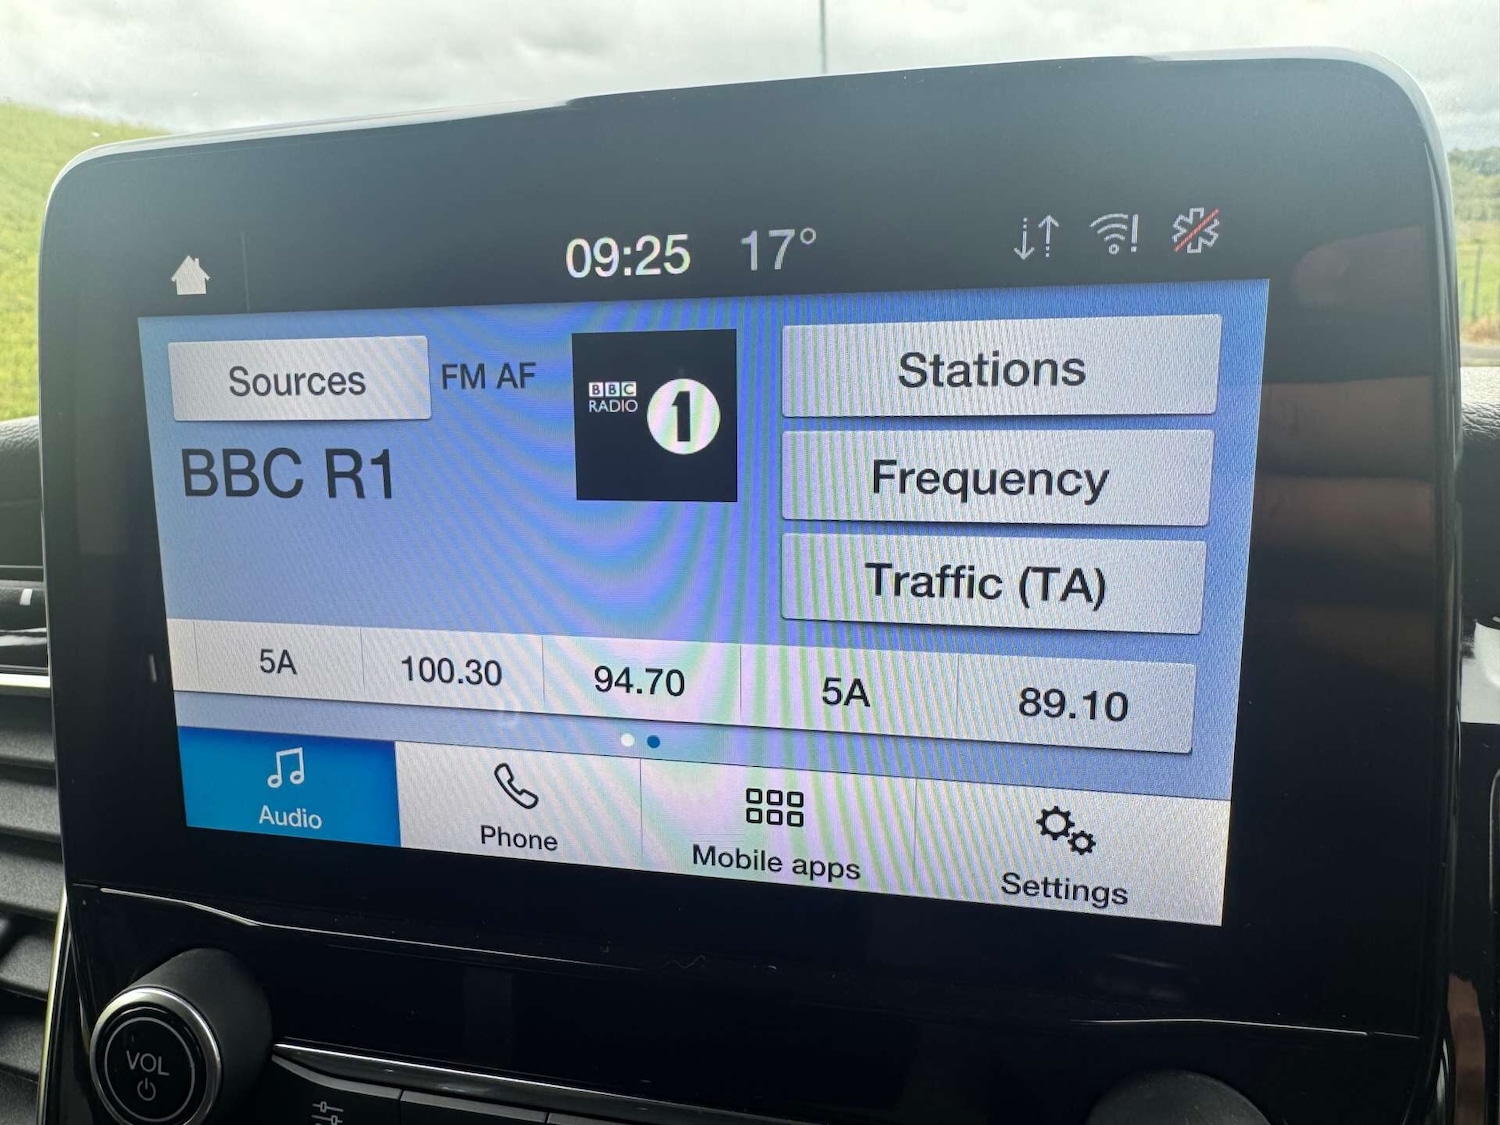 09:25 17°
Sources
FM AF
BBC
RADIO
1
Stations
BBC R1
Frequency
Traffic (TA)
5A
100.30
94.70
5A
89.10
Audio
Phone
Mobile apps
Settings
VOL